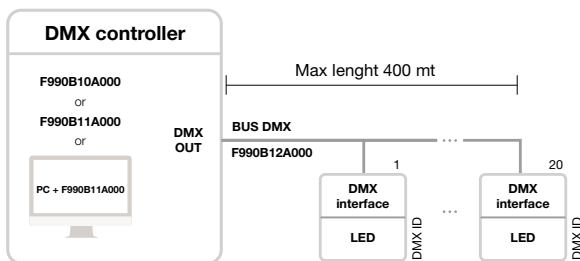 DMX controller
F990B10A000
or
F990B11A000
or
PC + F990B11A000
DMX
OUT
Max lenght 400 mt
BUS DMX
F990B12A000
...
1
20
DMX
interface
LED
DMX ID
...
DMX
interface
LED
DMX ID